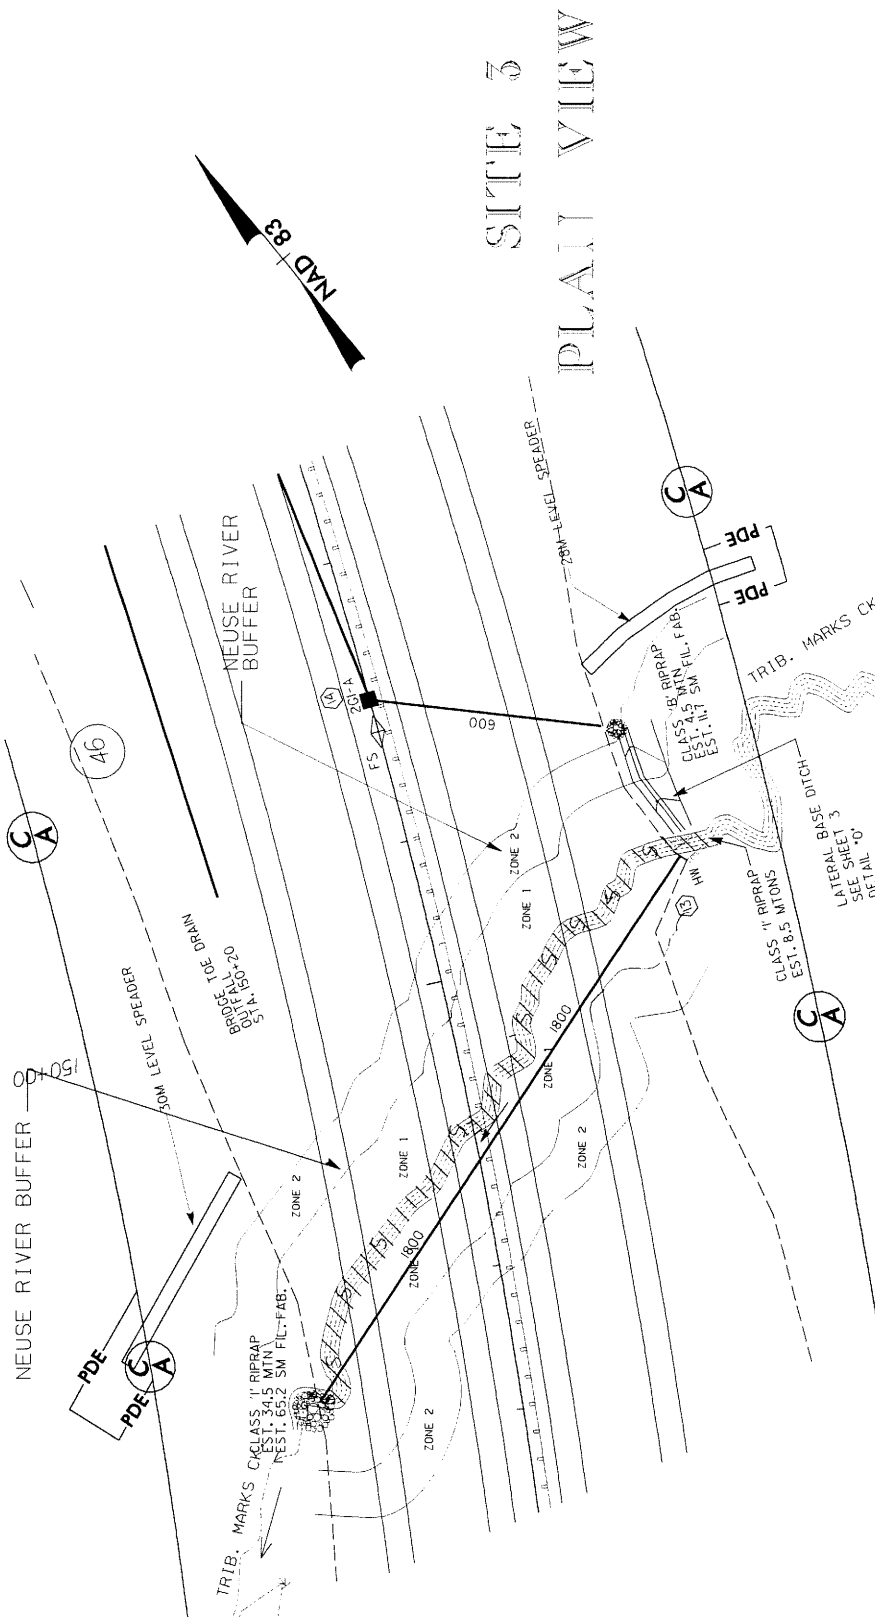 SITE 3
PLAN VIEW
NAD 83
NEUSE RIVER
BUFFER
28M LEVEL SPEADER
C
A
PDE
PDE
TRIB. MARKS CK
CLASS 'B' RIPRAP
EST. 4.5 MTN
EST. 11.7 SM FIL. FAB.
14
2GI-A
FS
600
46
C
A
ZONE 2
ZONE 1
LATERAL BASE DITCH
SEE SHEET 3
DETAIL "O"
HW
13
CLASS 'I' RIPRAP
EST. 8.5 MTONS
C
A
BRIDGE TOE DRAIN
OUTFALL
STA. 150+20
30M LEVEL SPEADER
150+00
NEUSE RIVER BUFFER
1800
ZONE 1
ZONE 2
ZONE 1
ZONE 2
1800
ZONE
PDE
PDE
C
A
CLASS 'I' RIPRAP
EST. 34.5 MTN
EST. 65.2 SM FIL. FAB.
TRIB. MARKS CK
ZONE 2